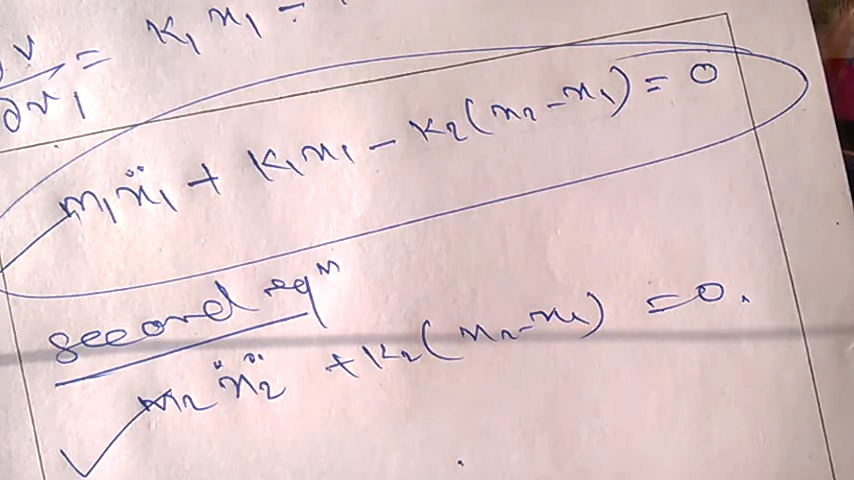 ∂V/∂x₁ = K₁x₁ -
m₁ẍ₁ + K₁x₁ - K₂(x₂-x₁) = 0
second eqⁿ
m₂ẍ₂ + K₂(x₂-x₁) = 0.